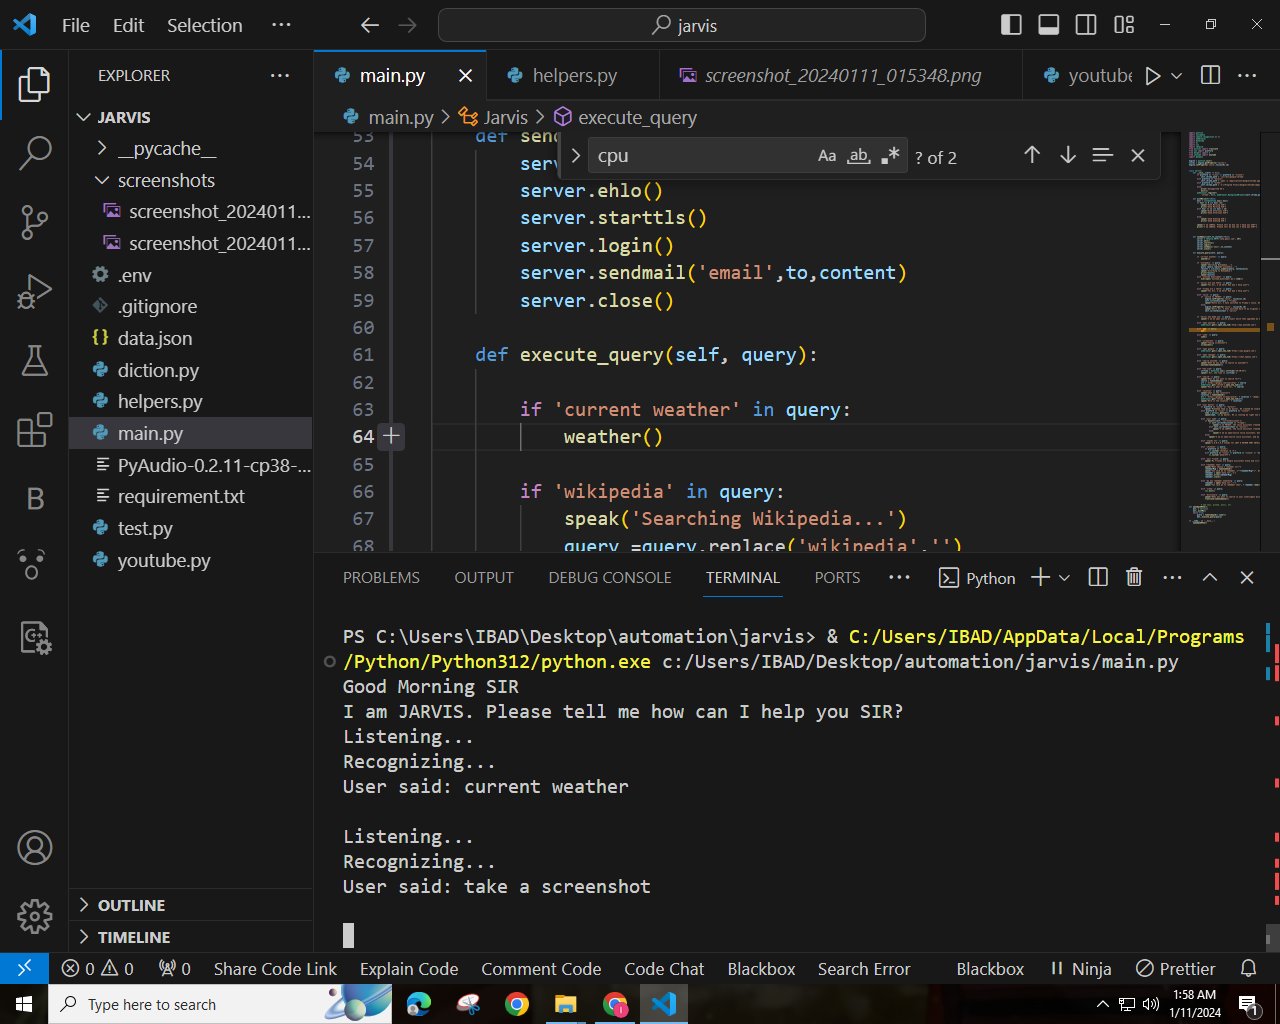 File Edit Selection ··· jarvis
EXPLORER ···
JARVIS
__pycache__
screenshots
screenshot_2024011...
screenshot_2024011...
.env
.gitignore
data.json
diction.py
helpers.py
main.py
PyAudio-0.2.11-cp38-...
requirement.txt
test.py
youtube.py
OUTLINE
TIMELINE
main.py helpers.py screenshot_20240111_015348.png youtube
main.py > Jarvis > execute_query
cpu Aa ab .* ? of 2
53 def sen
54 serv
55 server.ehlo()
56 server.starttls()
57 server.login()
58 server.sendmail('email',to,content)
59 server.close()
60
61 def execute_query(self, query):
62
63 if 'current weather' in query:
64 weather()
65
66 if 'wikipedia' in query:
67 speak('Searching Wikipedia...')
68 query =query.replace('wikipedia','')
PROBLEMS OUTPUT DEBUG CONSOLE TERMINAL PORTS ··· Python ···
PS C:\Users\IBAD\Desktop\automation\jarvis> & C:/Users/IBAD/AppData/Local/Programs
/Python/Python312/python.exe c:/Users/IBAD/Desktop/automation/jarvis/main.py
Good Morning SIR
I am JARVIS. Please tell me how can I help you SIR?
Listening...
Recognizing...
User said: current weather
Listening...
Recognizing...
User said: take a screenshot
0 0 0 Share Code Link Explain Code Comment Code Code Chat Blackbox Search Error Blackbox Ninja Prettier
Type here to search
1:58 AM
1/11/2024
1